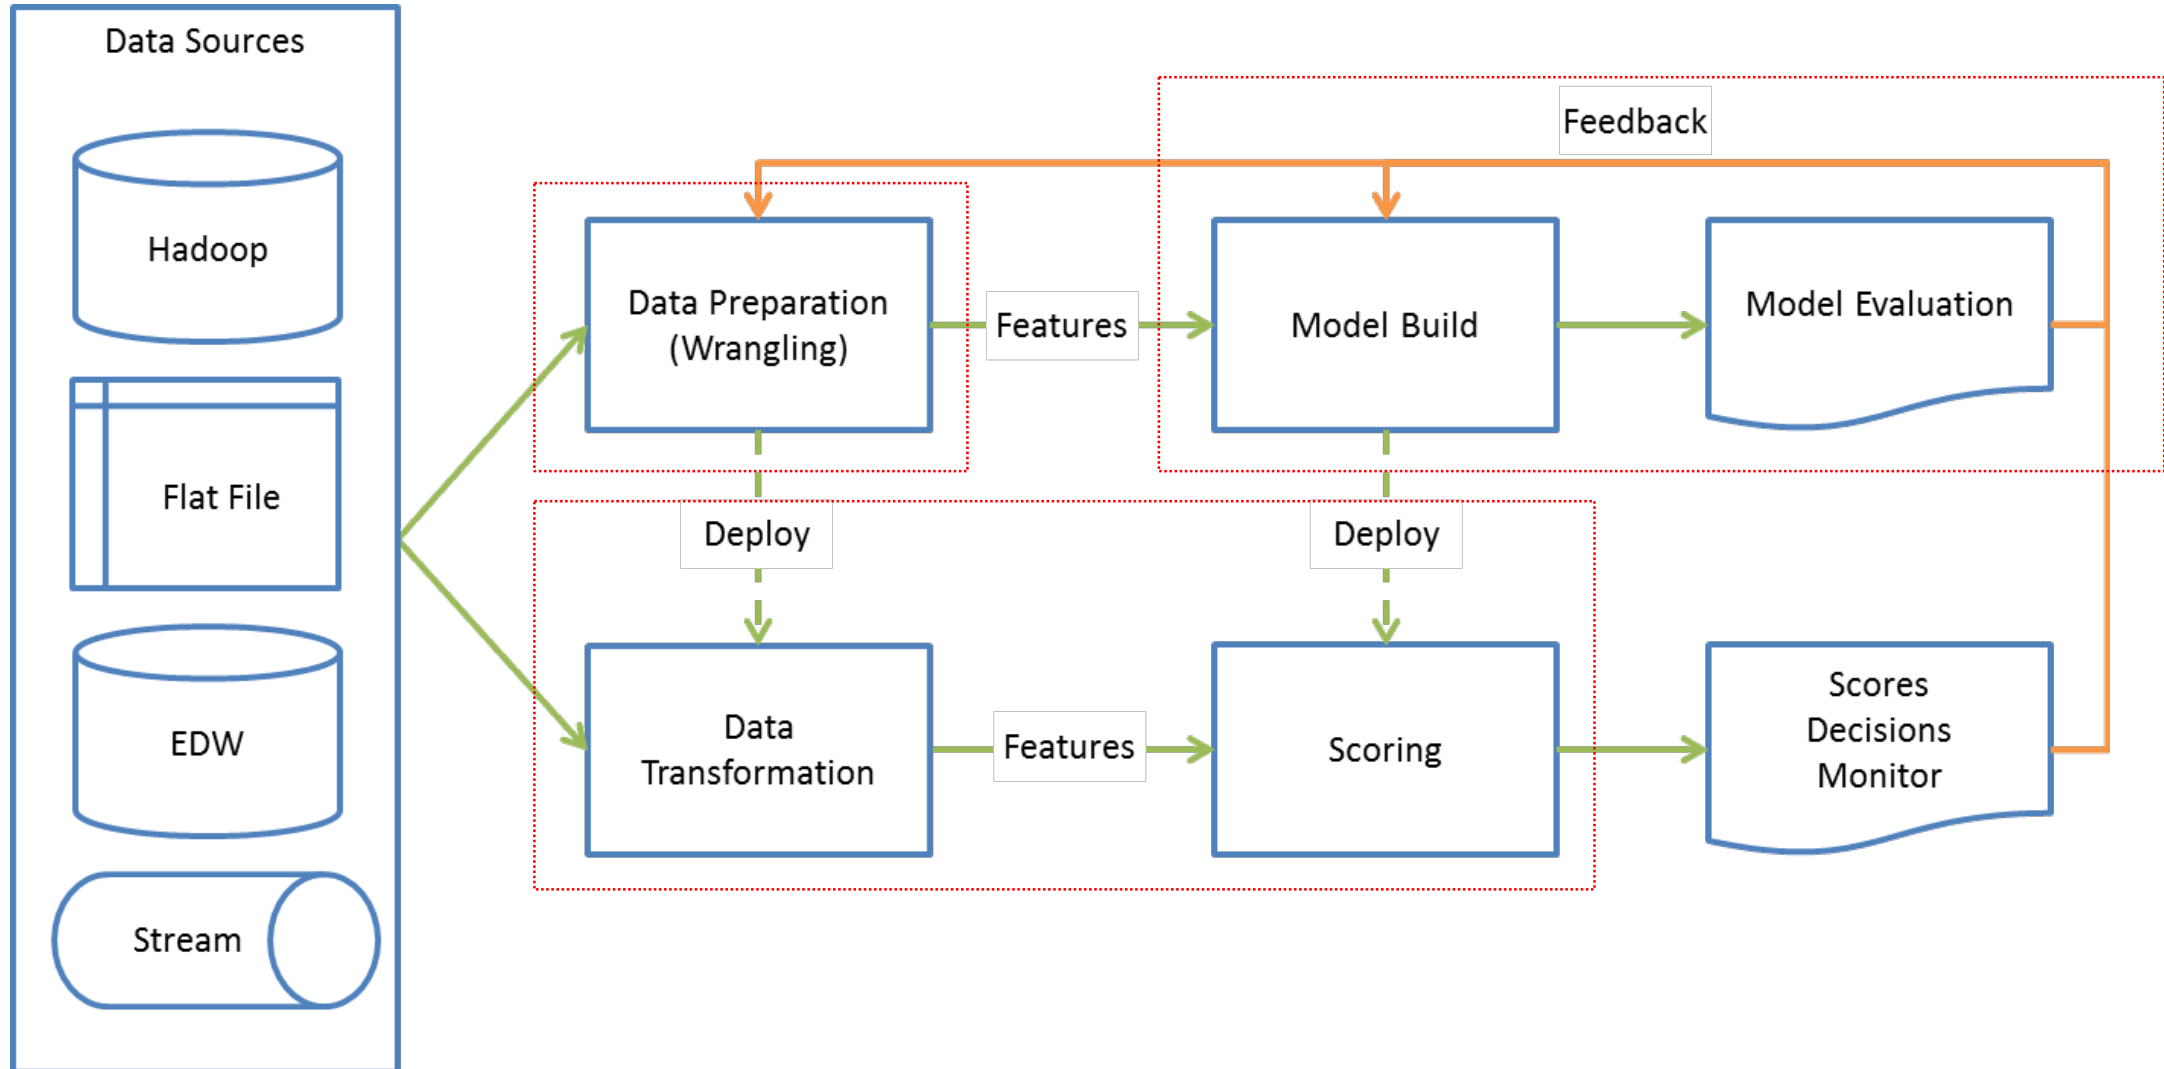 Data Sources
Hadoop
Flat File
EDW
Stream
Feedback
Data Preparation
(Wrangling)
Features
Model Build
Model Evaluation
Deploy
Deploy
Data
Transformation
Features
Scoring
Scores
Decisions
Monitor